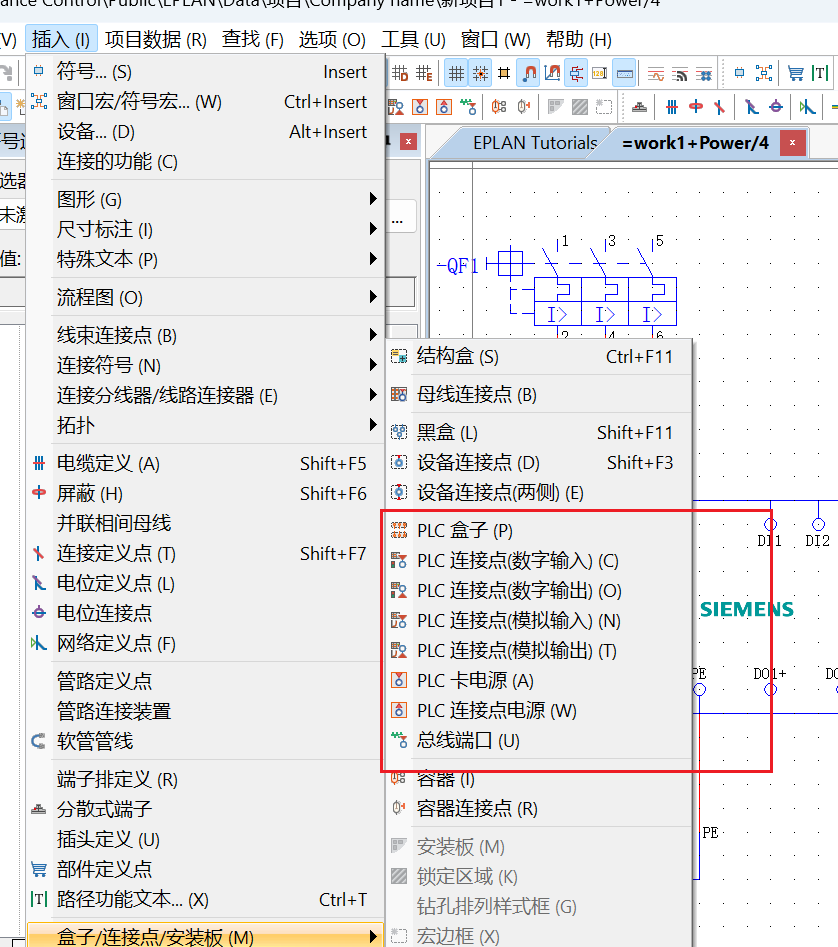 ance Control\Public\EPLAN\Data\项目\Company name\新项目1 - =work1+Power/4
(V) 插入 (I) 项目数据 (R) 查找 (F) 选项 (O) 工具 (U) 窗口 (W) 帮助 (H)
符号... (S) Insert
窗口宏/符号宏... (W) Ctrl+Insert
设备... (D) Alt+Insert
连接的功能 (C)
图形 (G)
尺寸标注 (I)
特殊文本 (P)
流程图 (O)
线束连接点 (B)
连接符号 (N)
连接分线器/线路连接器 (E)
拓扑
电缆定义 (A) Shift+F5
屏蔽 (H) Shift+F6
并联相间母线
连接定义点 (T) Shift+F7
电位定义点 (L)
电位连接点
网络定义点 (F)
管路定义点
管路连接装置
软管管线
端子排定义 (R)
分散式端子
插头定义 (U)
部件定义点
路径功能文本... (X) Ctrl+T
盒子/连接点/安装板 (M)
值:
...
EPLAN Tutorials
=work1+Power/4
-QF1
1 3 5
I> I> I>
2 4 6
结构盒 (S) Ctrl+F11
母线连接点 (B)
黑盒 (L) Shift+F11
设备连接点 (D) Shift+F3
设备连接点(两侧) (E)
PLC 盒子 (P)
PLC 连接点(数字输入) (C)
PLC 连接点(数字输出) (O)
PLC 连接点(模拟输入) (N)
PLC 连接点(模拟输出) (T)
PLC 卡电源 (A)
PLC 连接点电源 (W)
总线端口 (U)
容器 (I)
容器连接点 (R)
安装板 (M)
锁定区域 (K)
钻孔排列样式框 (G)
宏边框 (X)
DI1 DI2
SIEMENS
PE DO1+
PE